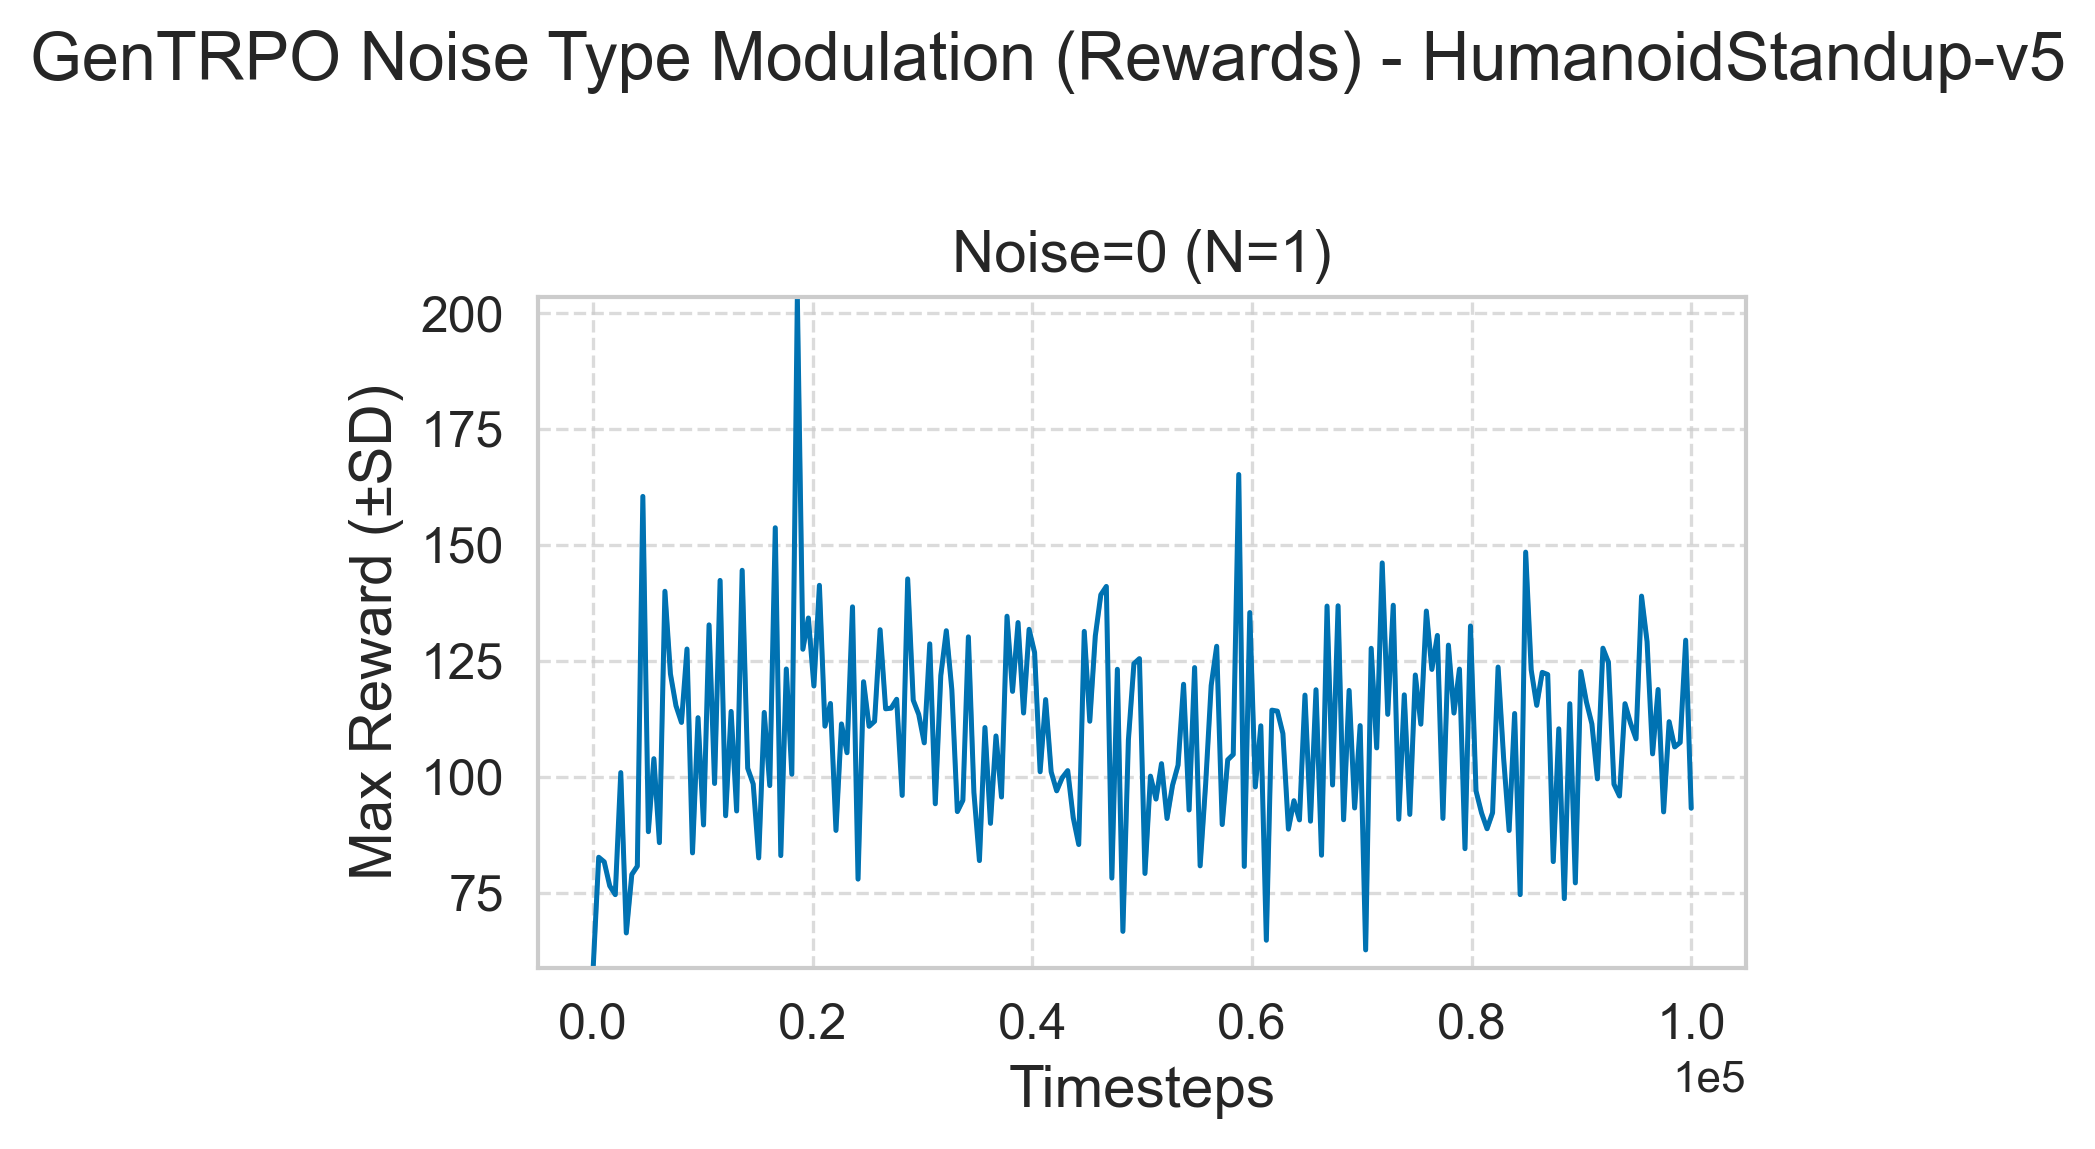 GenTRPO Noise Type Modulation (Rewards) - HumanoidStandup-v5
Noise=0 (N=1)
Max Reward (±SD)
200
175
150
125
100
75
0.0 0.2 0.4 0.6 0.8 1.0
1e5
Timesteps